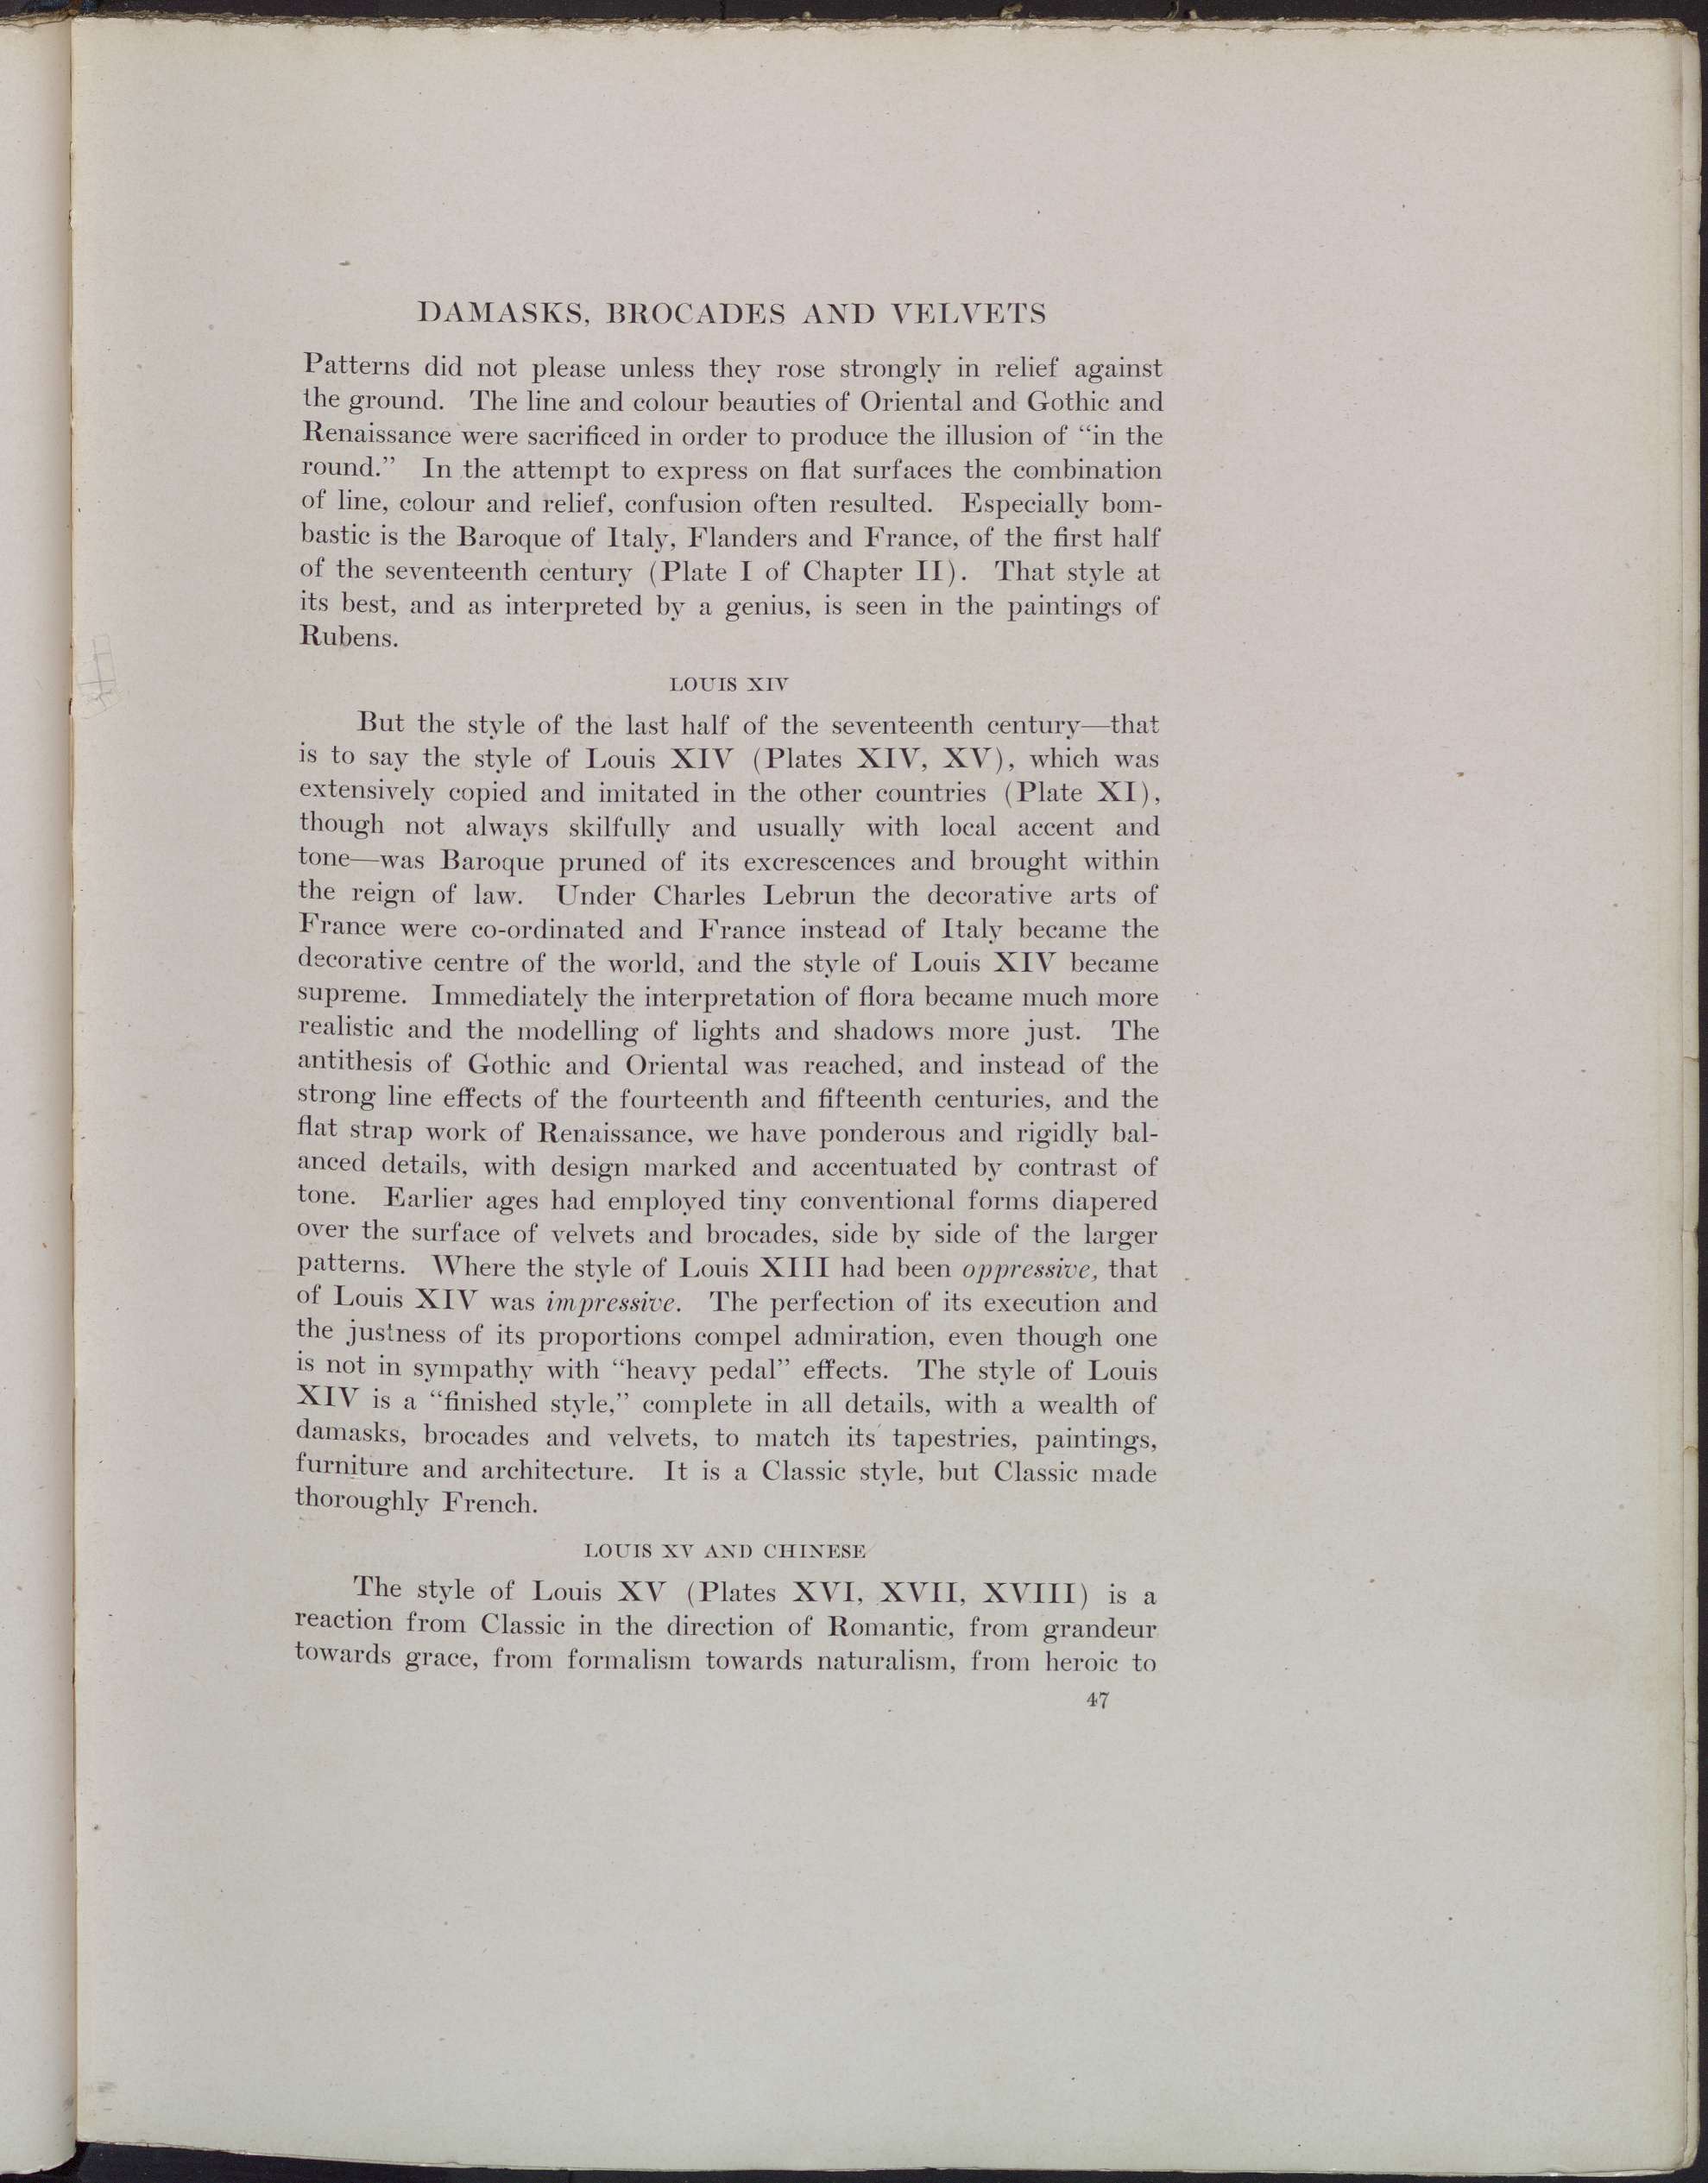 DAMASKS, BROCADES AND VELVETS
Patterns did not please unless they rose strongly in relief against
the ground. The line and colour beauties of Oriental and Gothic and
Renaissance were sacrificed in order to produce the illusion of “in the
round.” In the attempt to express on flat surfaces the combination
of line, colour and relief, confusion often resulted. Especially bom-
bastic is the Baroque of Italy, Flanders and France, of the first half
of the seventeenth century (Plate I of Chapter II). That style at
its best, and as interpreted by a genius, is seen in the paintings of
Rubens.
LOUIS XIV
But the style of the last half of the seventeenth century—that
is to say the style of Louis XIV (Plates XIV, XV), which was
extensively copied and imitated in the other countries (Plate XI),
though not always skilfully and usually with local accent and
tone—was Baroque pruned of its excrescences and brought within
the reign of law. Under Charles Lebrun the decorative arts of
France were co-ordinated and France instead of Italy became the
decorative centre of the world, and the style of Louis XIV became
supreme. Immediately the interpretation of flora became much more
realistic and the modelling of lights and shadows more just. The
antithesis of Gothic and Oriental was reached, and instead of the
strong line effects of the fourteenth and fifteenth centuries, and the
flat strap work of Renaissance, we have ponderous and rigidly bal-
anced details, with design marked and accentuated by contrast of
tone. Earlier ages had employed tiny conventional forms diapered
over the surface of velvets and brocades, side by side of the larger
patterns. Where the style of Louis XIII had been oppressive, that
of Louis XIV was impressive. The perfection of its execution and
the justness of its proportions compel admiration, even though one
is not in sympathy with “heavy pedal” effects. The style of Louis
XIV is a “finished style,” complete in all details, with a wealth of
damasks, brocades and velvets, to match its tapestries, paintings,
furniture and architecture. It is a Classic style, but Classic made
thoroughly French.
LOUIS XV AND CHINESE
The style of Louis XV (Plates XVI, XVII, XVIII) is a
reaction from Classic in the direction of Romantic, from grandeur
towards grace, from formalism towards naturalism, from heroic to
47